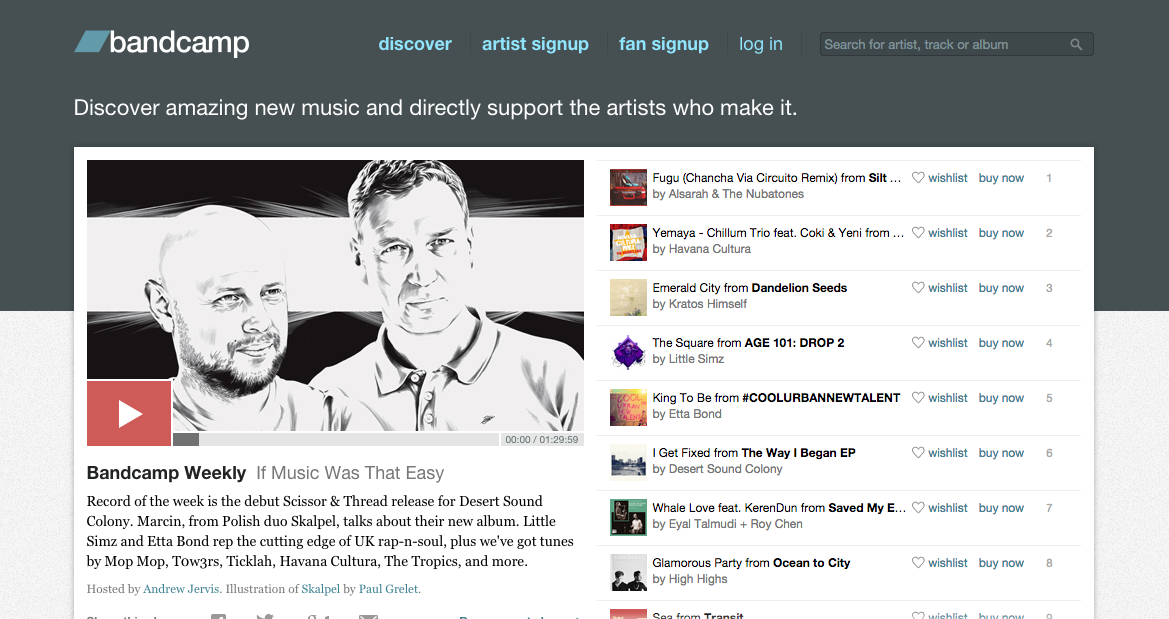 bandcamp
discover
artist signup
fan signup
log in
Search for artist, track or album
Discover amazing new music and directly support the artists who make it.
00:00 / 01:29:59
Bandcamp Weekly If Music Was That Easy
Record of the week is the debut Scissor & Thread release for Desert Sound
Colony. Marcin, from Polish duo Skalpel, talks about their new album. Little
Simz and Etta Bond rep the cutting edge of UK rap-n-soul, plus we've got tunes
by Mop Mop, Tow3rs, Ticklah, Havana Cultura, The Tropics, and more.
Hosted by Andrew Jervis. Illustration of Skalpel by Paul Grelet.
Fugu (Chancha Via Circuito Remix) from Silt ... wishlist buy now 1
by Alsarah & The Nubatones
Yemaya - Chillum Trio feat. Coki & Yeni from ... wishlist buy now 2
by Havana Cultura
Emerald City from Dandelion Seeds wishlist buy now 3
by Kratos Himself
The Square from AGE 101: DROP 2 wishlist buy now 4
by Little Simz
King To Be from #COOLURBANNEWTALENT wishlist buy now 5
by Etta Bond
I Get Fixed from The Way I Began EP wishlist buy now 6
by Desert Sound Colony
Whale Love feat. KerenDun from Saved My E... wishlist buy now 7
by Eyal Talmudi + Roy Chen
Glamorous Party from Ocean to City wishlist buy now 8
by High Highs
Sea from Transit wishlist buy now 9